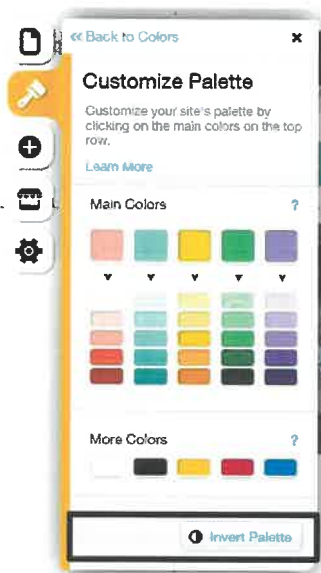 << Back to Colors
Customize Palette
Customize your site's palette by
clicking on the main colors on the top
row.
Learn More
Main Colors ?
More Colors ?
Invert Palette